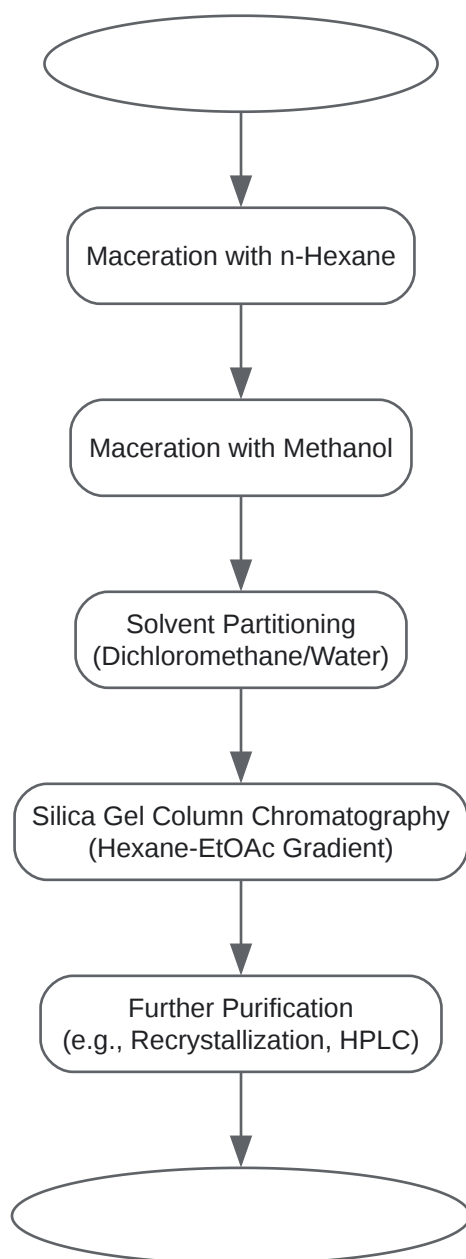 Maceration with n-Hexane
Maceration with Methanol
Solvent Partitioning
(Dichloromethane/Water)
Silica Gel Column Chromatography
(Hexane-EtOAc Gradient)
Further Purification
(e.g., Recrystallization, HPLC)